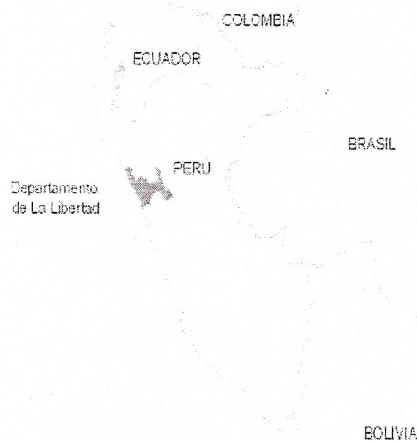 COLOMBIA
ECUADOR
BRASIL
PERU
Departamento
de La Libertad
BOLIVIA